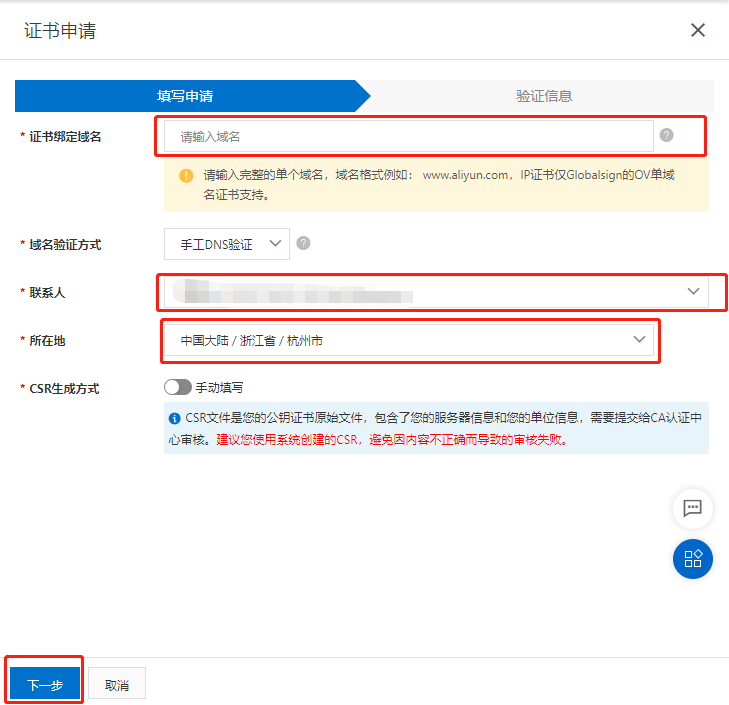 证书申请
填写申请
验证信息
* 证书绑定域名
请输入域名
请输入完整的单个域名，域名格式例如： www.aliyun.com，IP证书仅Globalsign的OV单域
名证书支持。
* 域名验证方式
手工DNS验证
* 联系人
* 所在地
中国大陆 / 浙江省 / 杭州市
* CSR生成方式
手动填写
CSR文件是您的公钥证书原始文件，包含了您的服务器信息和您的单位信息，需要提交给CA认证中
心审核。建议您使用系统创建的CSR，避免因内容不正确而导致的审核失败。
下一步
取消